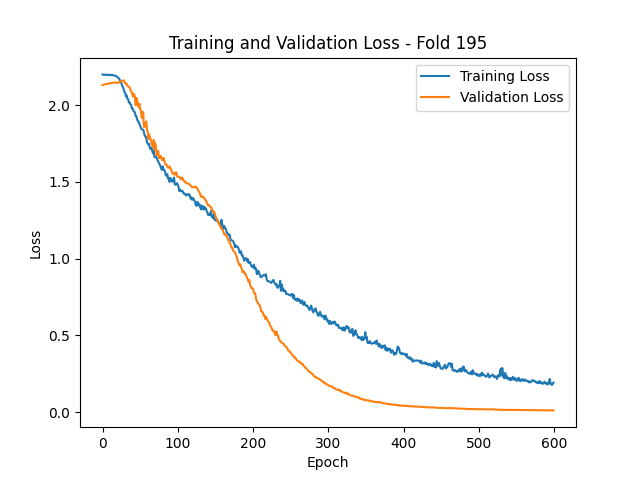 Training and Validation Loss - Fold 195
Training Loss
Validation Loss
2.0
1.5
1.0
0.5
0.0
Loss
0 100 200 300 400 500 600
Epoch